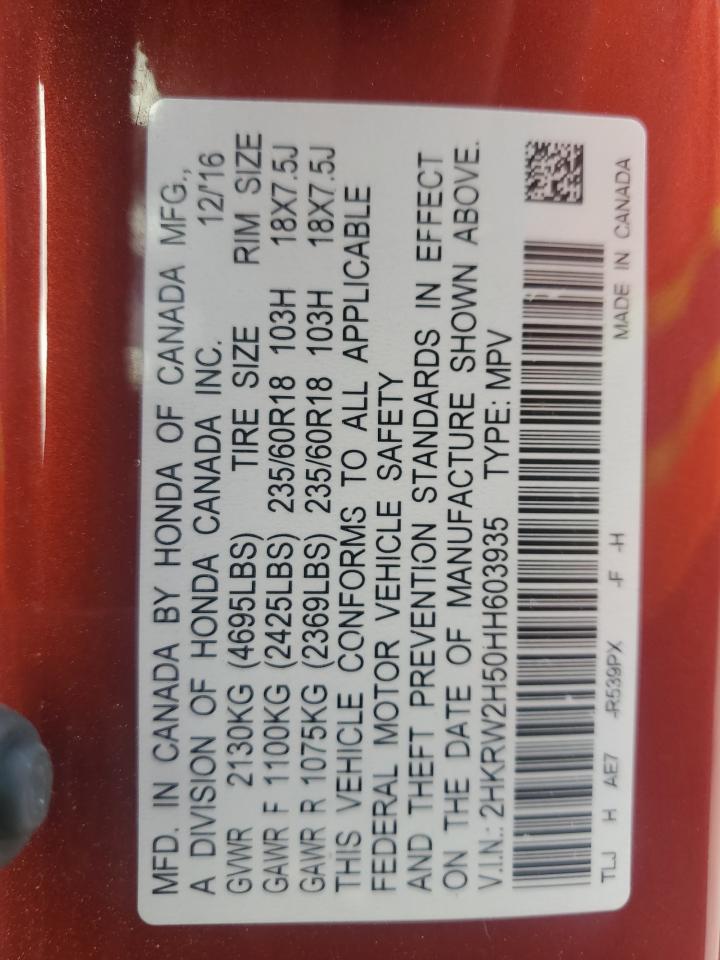 MFD. IN CANADA BY HONDA OF CANADA MFG.,
A DIVISION OF HONDA CANADA INC. 12/'16
GVWR 2130KG (4695LBS) TIRE SIZE RIM SIZE
GAWR F 1100KG (2425LBS) 235/60R18 103H 18X7.5J
GAWR R 1075KG (2369LBS) 235/60R18 103H 18X7.5J
THIS VEHICLE CONFORMS TO ALL APPLICABLE
FEDERAL MOTOR VEHICLE SAFETY
AND THEFT PREVENTION STANDARDS IN EFFECT
ON THE DATE OF MANUFACTURE SHOWN ABOVE.
V.I.N.: 2HKRW2H50HH603935 TYPE: MPV
TLJ H AE7 -R539PX -F -H MADE IN CANADA